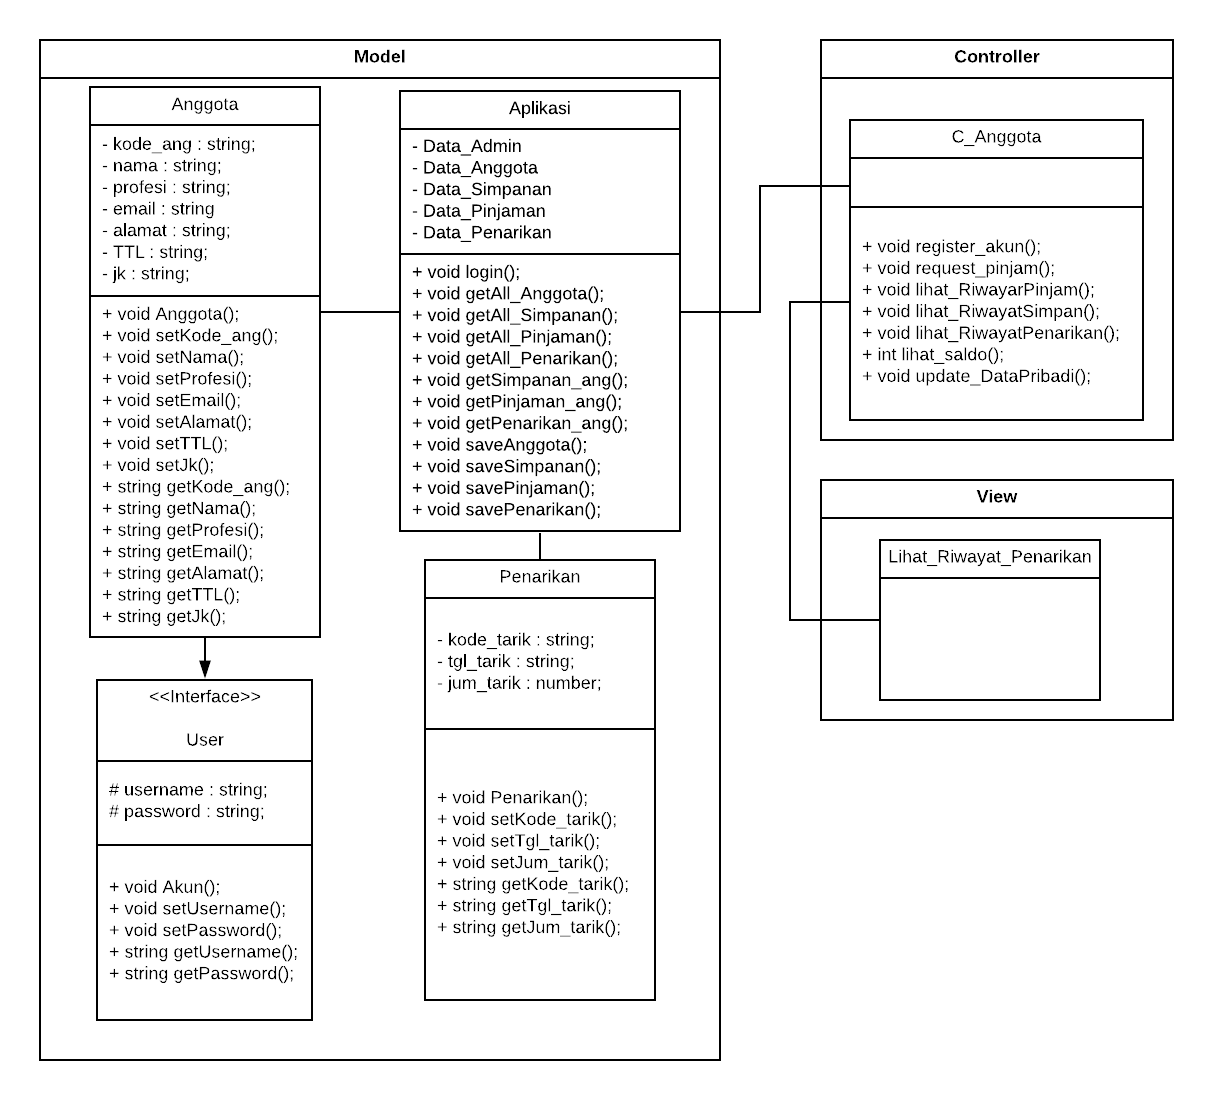 Model
Anggota
- kode_ang : string;
- nama : string;
- profesi : string;
- email : string
- alamat : string;
- TTL : string;
- jk : string;
+ void Anggota();
+ void setKode_ang();
+ void setNama();
+ void setProfesi();
+ void setEmail();
+ void setAlamat();
+ void setTTL();
+ void setJk();
+ string getKode_ang();
+ string getNama();
+ string getProfesi();
+ string getEmail();
+ string getAlamat();
+ string getTTL();
+ string getJk();
Aplikasi
- Data_Admin
- Data_Anggota
- Data_Simpanan
- Data_Pinjaman
- Data_Penarikan
+ void login();
+ void getAll_Anggota();
+ void getAll_Simpanan();
+ void getAll_Pinjaman();
+ void getAll_Penarikan();
+ void getSimpanan_ang();
+ void getPinjaman_ang();
+ void getPenarikan_ang();
+ void saveAnggota();
+ void saveSimpanan();
+ void savePinjaman();
+ void savePenarikan();
<<Interface>>
User
# username : string;
# password : string;
+ void Akun();
+ void setUsername();
+ void setPassword();
+ string getUsername();
+ string getPassword();
Penarikan
- kode_tarik : string;
- tgl_tarik : string;
- jum_tarik : number;
+ void Penarikan();
+ void setKode_tarik();
+ void setTgl_tarik();
+ void setJum_tarik();
+ string getKode_tarik();
+ string getTgl_tarik();
+ string getJum_tarik();
Controller
C_Anggota
+ void register_akun();
+ void request_pinjam();
+ void lihat_RiwayarPinjam();
+ void lihat_RiwayatSimpan();
+ void lihat_RiwayatPenarikan();
+ int lihat_saldo();
+ void update_DataPribadi();
View
Lihat_Riwayat_Penarikan